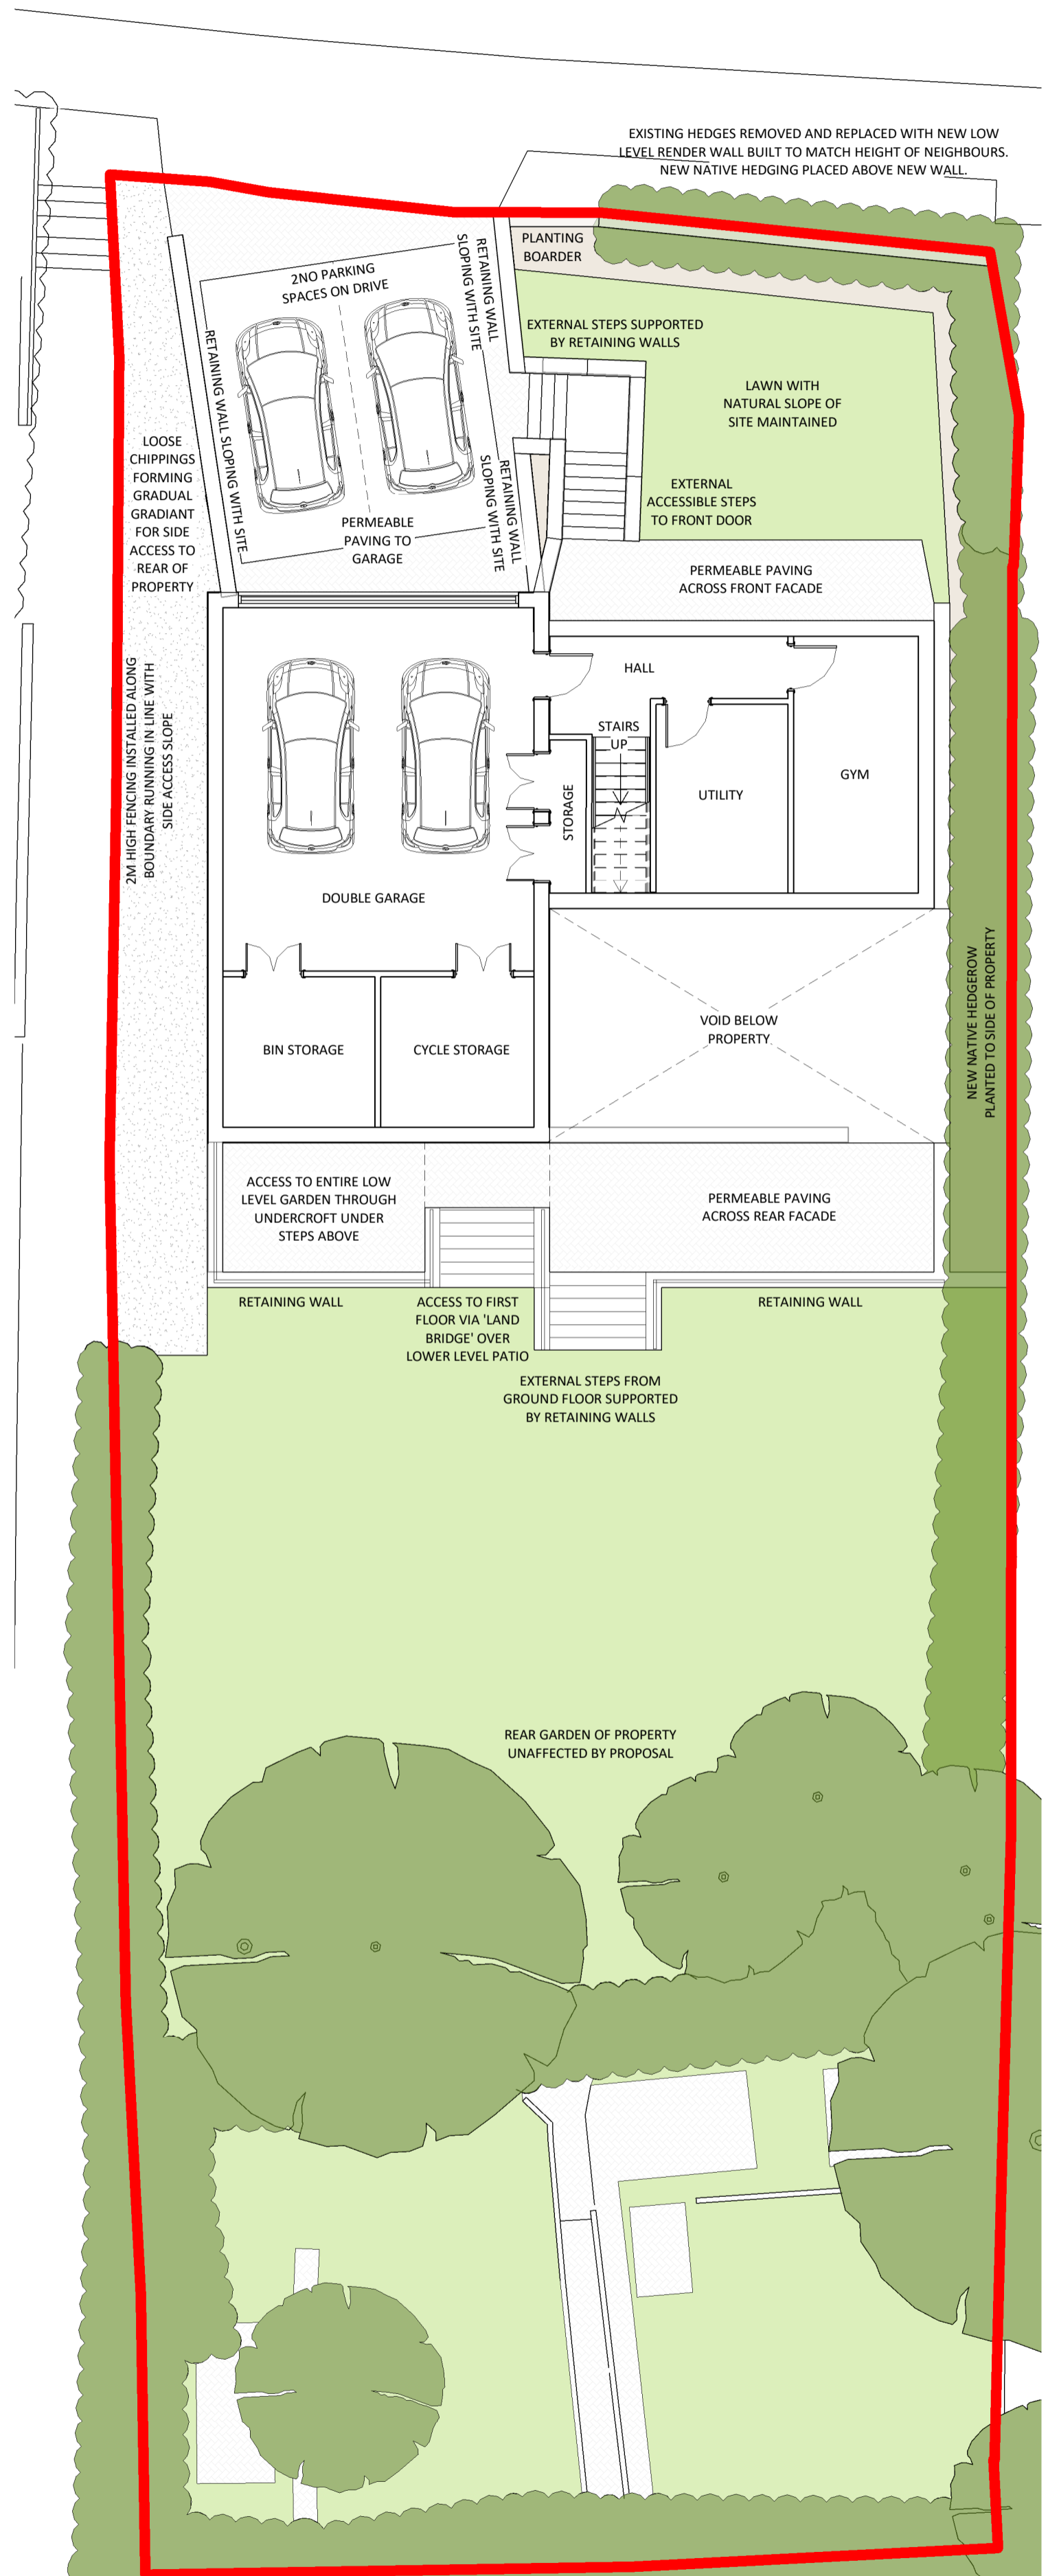 EXISTING HEDGES REMOVED AND REPLACED WITH NEW LOW
LEVEL RENDER WALL BUILT TO MATCH HEIGHT OF NEIGHBOURS.
NEW NATIVE HEDGING PLACED ABOVE NEW WALL.
PLANTING
BOARDER
2NO PARKING
SPACES ON DRIVE
RETAINING WALL
SLOPING WITH SITE
EXTERNAL STEPS SUPPORTED
BY RETAINING WALLS
LAWN WITH
NATURAL SLOPE OF
SITE MAINTAINED
RETAINING WALL SLOPING WITH SITE
LOOSE
CHIPPINGS
FORMING
GRADUAL
GRADIANT
FOR SIDE
ACCESS TO
REAR OF
PROPERTY
RETAINING WALL
SLOPING WITH SITE
EXTERNAL
ACCESSIBLE STEPS
TO FRONT DOOR
PERMEABLE
PAVING TO
GARAGE
PERMEABLE PAVING
ACROSS FRONT FACADE
2M HIGH FENCING INSTALLED ALONG
BOUNDARY RUNNING IN LINE WITH
SIDE ACCESS SLOPE
HALL
STAIRS
UP
STORAGE
UTILITY
GYM
DOUBLE GARAGE
BIN STORAGE
CYCLE STORAGE
VOID BELOW
PROPERTY
NEW NATIVE HEDGEROW
PLANTED TO SIDE OF PROPERTY
ACCESS TO ENTIRE LOW
LEVEL GARDEN THROUGH
UNDERCROFT UNDER
STEPS ABOVE
PERMEABLE PAVING
ACROSS REAR FACADE
RETAINING WALL
ACCESS TO FIRST
FLOOR VIA 'LAND
BRIDGE' OVER
LOWER LEVEL PATIO
RETAINING WALL
EXTERNAL STEPS FROM
GROUND FLOOR SUPPORTED
BY RETAINING WALLS
REAR GARDEN OF PROPERTY
UNAFFECTED BY PROPOSAL